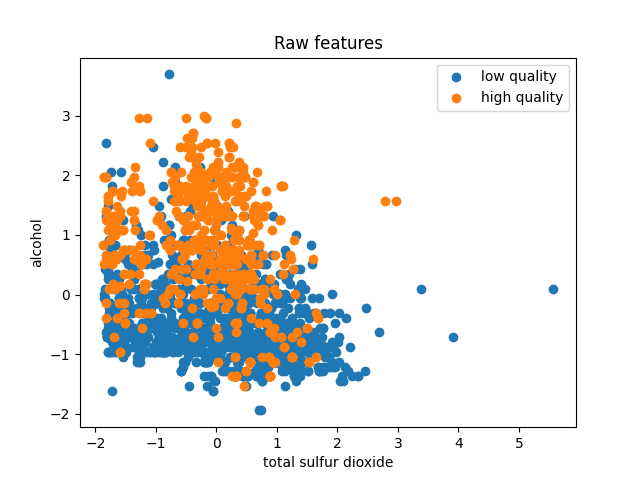 Raw features
low quality
high quality
alcohol
3
2
1
0
−1
−2
−2 −1 0 1 2 3 4 5
total sulfur dioxide